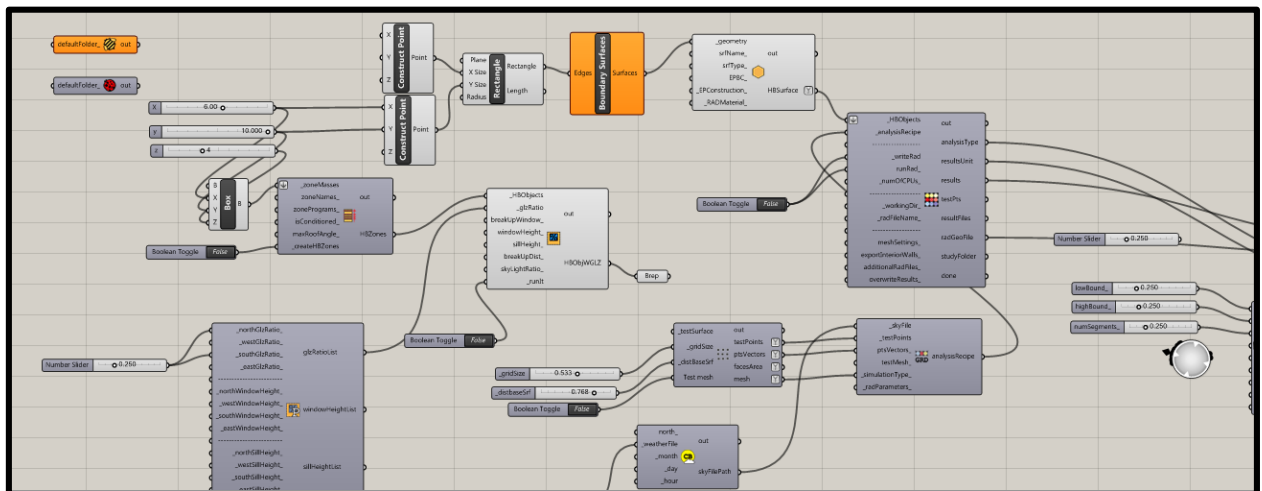 defaultFolder_ out
defaultFolder_ out
X 6.00
y 10.000
z 4
X
Y
Z
Construct Point
Point
X
Y
Z
Construct Point
Point
Plane
X Size
Y Size
Radius
Rectangle
Rectangle
Length
Edges
Boundary Surfaces
Surfaces
_geometry
srfName_
srfType_
EPBC_
_EPConstruction_
_RADMaterial_
out
HBSurface
B
X
Y
Z
Box
B
_zoneMasses
zoneNames_
zonePrograms_
isConditioned_
maxRoofAngle_
_createHBZones
out
HBZones
Boolean Toggle False
_HBObjects
_glzRatio
breakUpWindow_
windowHeight_
sillHeight_
breakUpDist_
skyLightRatio_
_runIt
out
HBObjWGLZ
Brep
Boolean Toggle False
_HBObjects
_analysisRecipe
_writeRad
runRad_
_numOfCPUs_
_workingDir_
_radFileName_
meshSettings_
exportInteriorWalls_
additionalRadFiles_
overwriteResults_
out
analysisType
resultsUnit
results
testPts
resultFiles
radGeoFile
studyFolder
done
Boolean Toggle False
Number Slider 0.250
lowBound_ 0.250
highBound_ 0.250
numSegments_ 0.250
Number Slider 0.250
_northGlzRatio_
_westGlzRatio_
_southGlzRatio_
_eastGlzRatio_
_northWindowHeight_
_westWindowHeight_
_southWindowHeight_
_eastWindowHeight_
_northSillHeight_
_westSillHeight_
_southSillHeight_
_eastSillHeight_
glzRatioList
windowHeightList
sillHeightList
_gridSize 0.533
_distbaseSrf 0.768
Boolean Toggle False
_testSurface
_gridSize
_distBaseSrf
Test mesh
out
testPoints
ptsVectors
facesArea
mesh
_skyFile
_testPoints
ptsVectors_
testMesh_
_simulationType_
_radParameters_
analysisRecipe
north_
_weatherFile
_month
_day
_hour
out
skyFilePath